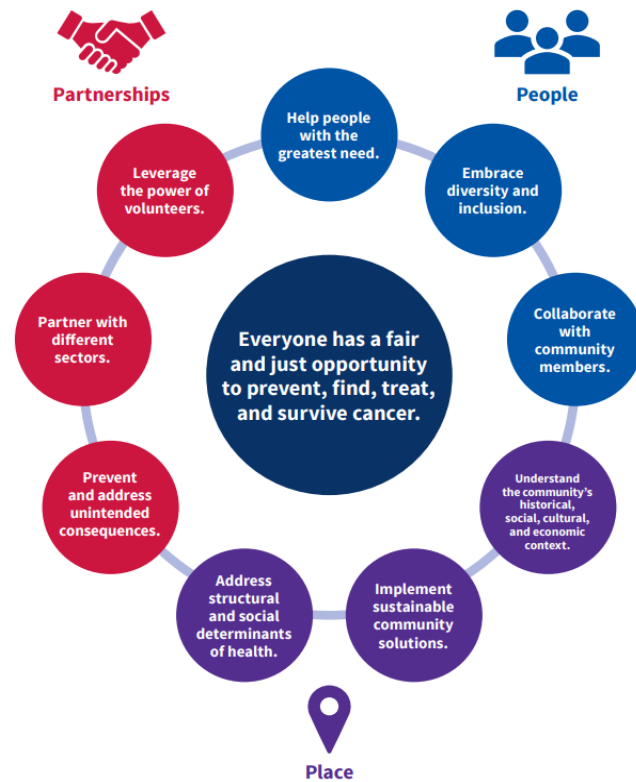 Partnerships
People
Help people
with the
greatest need.
Embrace
diversity and
inclusion.
Collaborate
with
community
members.
Understand
the community’s
historical,
social, cultural,
and economic
context.
Implement
sustainable
community
solutions.
Address
structural
and social
determinants
of health.
Prevent
and address
unintended
consequences.
Partner with
different
sectors.
Leverage
the power of
volunteers.
Everyone has a fair
and just opportunity
to prevent, find, treat,
and survive cancer.
Place